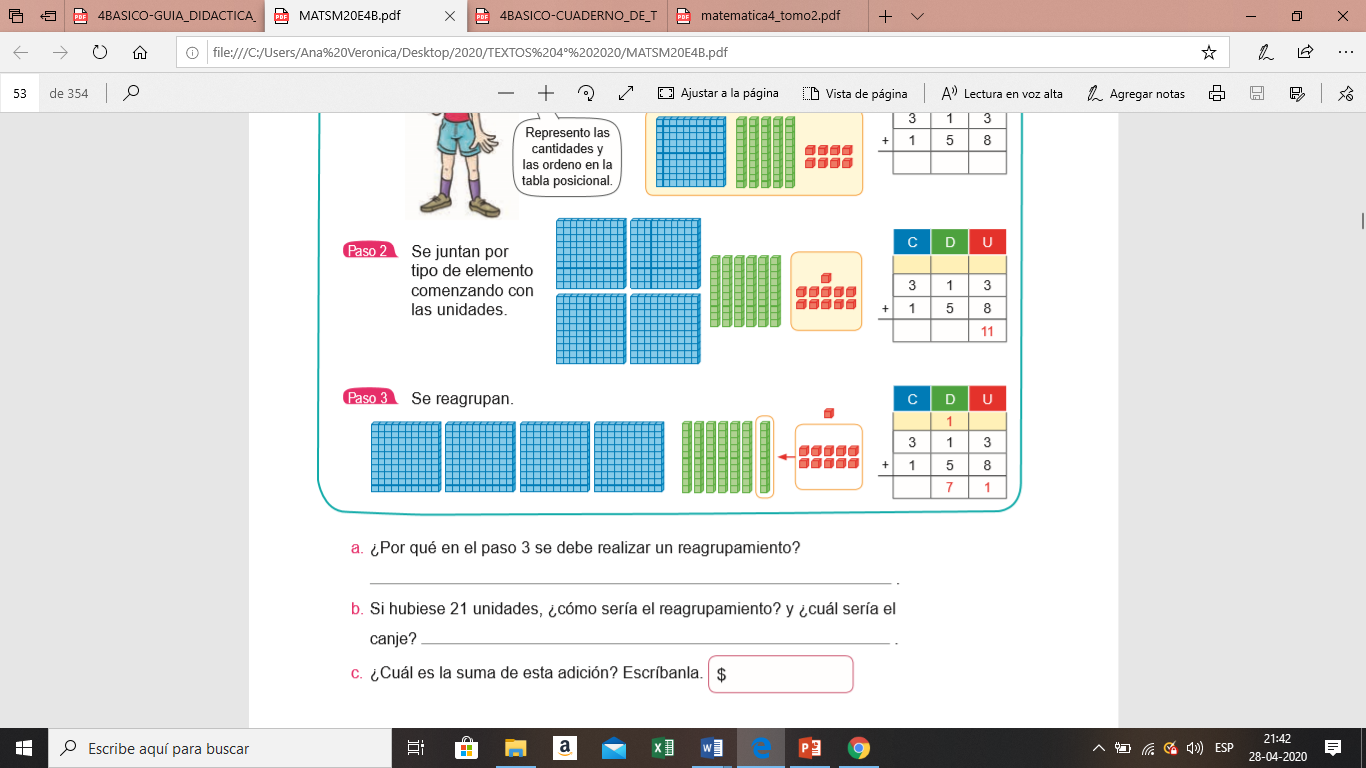 4BASICO-GUIA_DIDACTICA_
MATSM20E4B.pdf
4BASICO-CUADERNO_DE_T
matematica4_tomo2.pdf
file:///C:/Users/Ana%20Veronica/Desktop/2020/TEXTOS%204º%202020/MATSM20E4B.pdf
53 de 354
Ajustar a la página
Vista de página
Lectura en voz alta
Agregar notas
Represento las
cantidades y
las ordeno en la
tabla posicional.
3 1 3
+ 1 5 8
Paso 2
Se juntan por
tipo de elemento
comenzando con
las unidades.
C D U
3 1 3
+ 1 5 8
11
Paso 3
Se reagrupan.
C D U
1
3 1 3
+ 1 5 8
7 1
a. ¿Por qué en el paso 3 se debe realizar un reagrupamiento?
.
b. Si hubiese 21 unidades, ¿cómo sería el reagrupamiento? y ¿cuál sería el
canje? .
c. ¿Cuál es la suma de esta adición? Escríbanla. $
Escribe aquí para buscar
ESP
21:42
28-04-2020